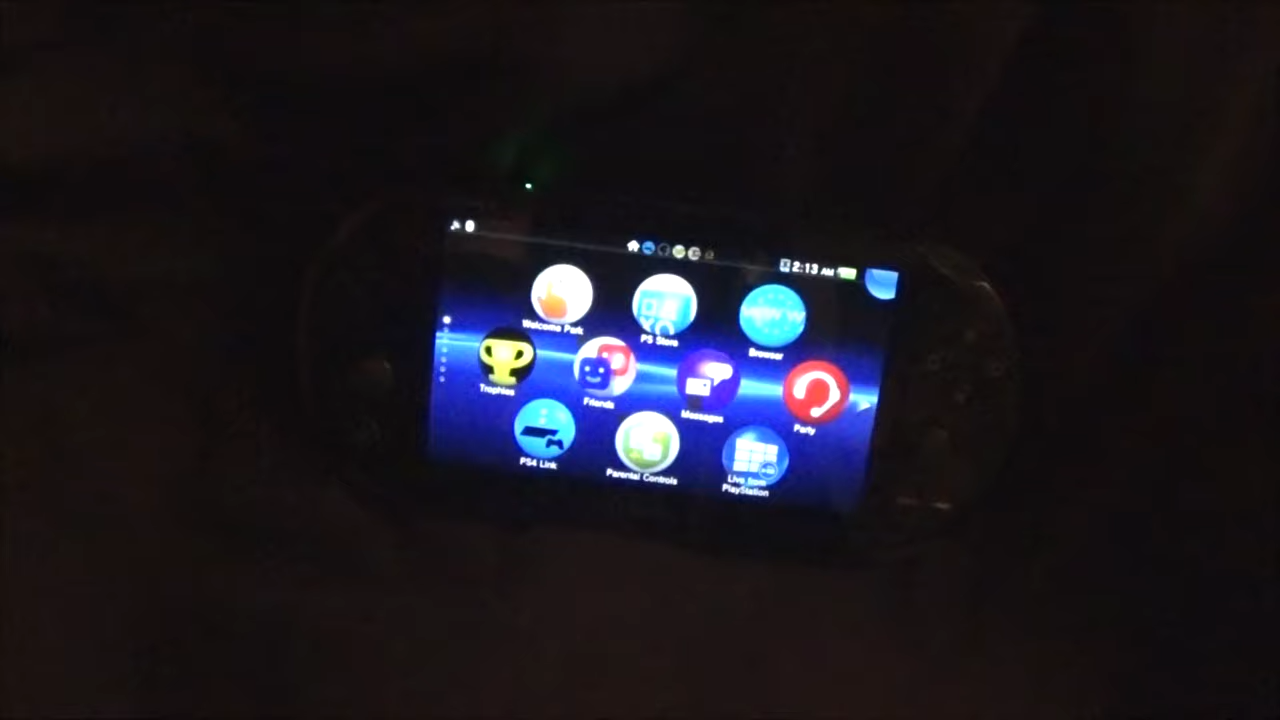 2:13 AM
Welcome Park
PS Store
Browser
Trophies
Friends
Messages
Party
PS4 Link
Parental Controls
Live from
PlayStation